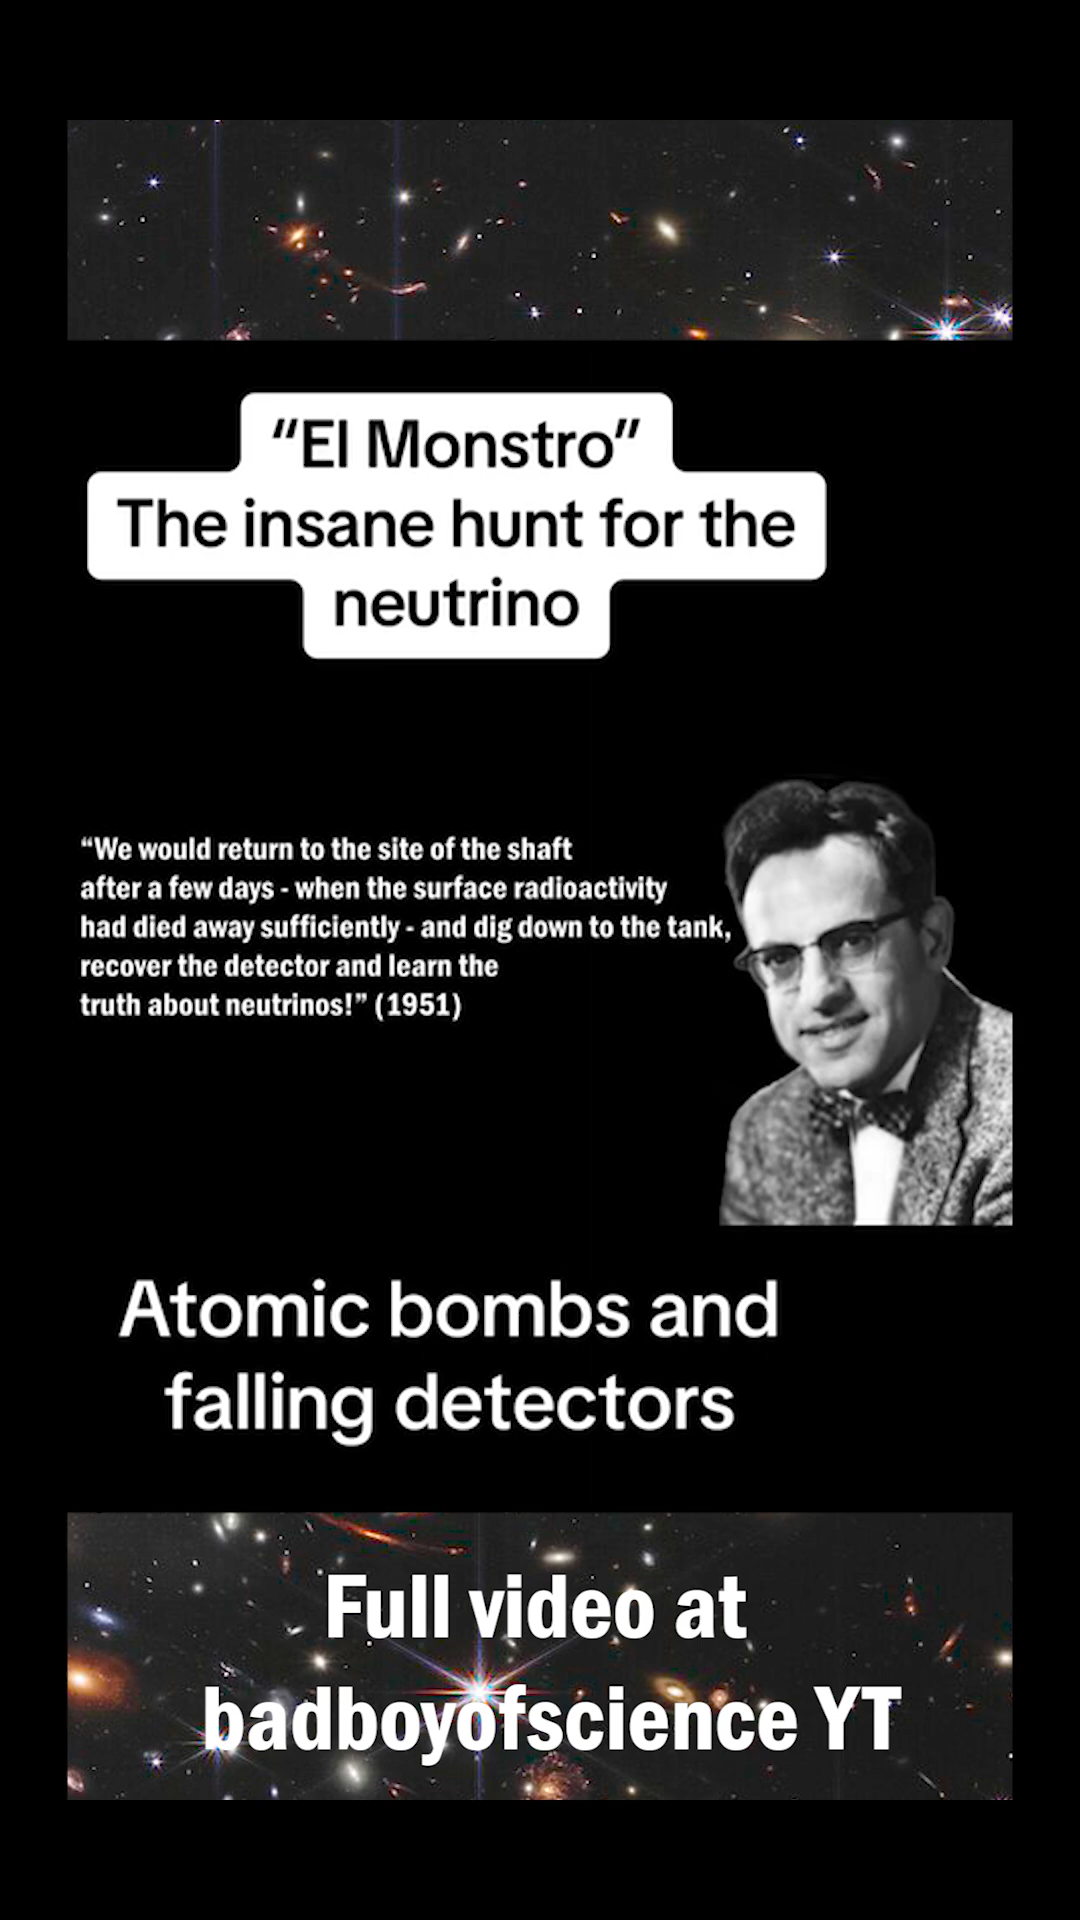 “El Monstro”
The insane hunt for the
neutrino
“We would return to the site of the shaft
after a few days - when the surface radioactivity
had died away sufficiently - and dig down to the tank,
recover the detector and learn the
truth about neutrinos!” (1951)
Atomic bombs and
falling detectors
Full video at
badboyofscience YT